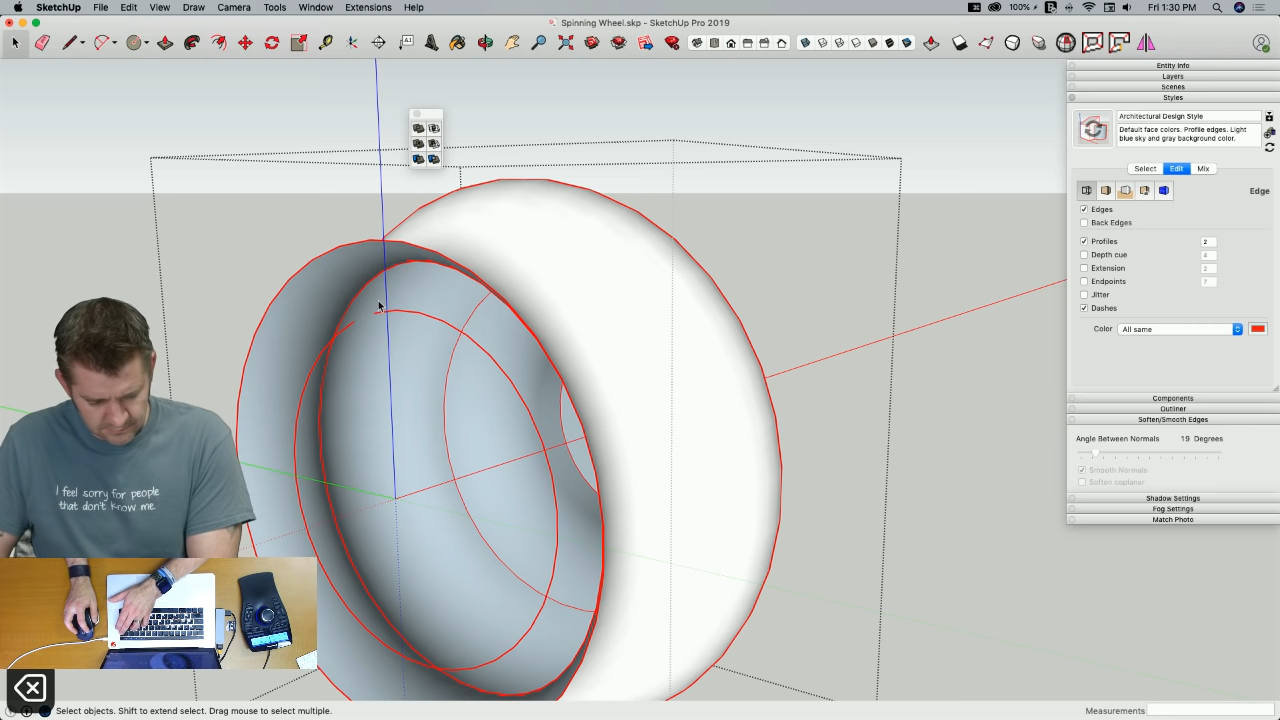 SketchUp File Edit View Draw Camera Tools Window Extensions Help
100% Fri 1:30 PM
Spinning Wheel.skp - SketchUp Pro 2019
Entity Info
Layers
Scenes
Styles
Architectural Design Style
Default face colors. Profile edges. Light
blue sky and gray background color.
Select Edit Mix
Edge
Edges
Back Edges
Profiles 2
Depth cue 4
Extension 2
Endpoints 7
Jitter
Dashes
Color All same
Components
Outliner
Soften/Smooth Edges
Angle Between Normals 19 Degrees
Smooth Normals
Soften coplanar
Shadow Settings
Fog Settings
Match Photo
I feel sorry for people
that don't know me.
Select objects. Shift to extend select. Drag mouse to select multiple.
Measurements